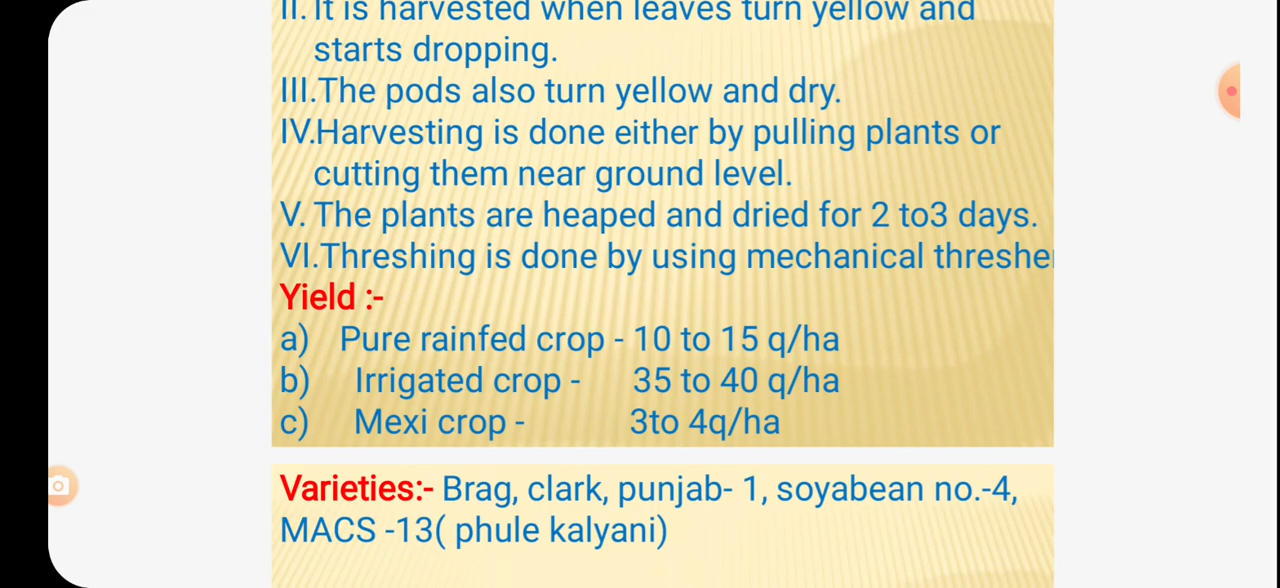 II. It is harvested when leaves turn yellow and
starts dropping.
III.The pods also turn yellow and dry.
IV.Harvesting is done either by pulling plants or
cutting them near ground level.
V. The plants are heaped and dried for 2 to3 days.
VI.Threshing is done by using mechanical threshe
Yield :-
a) Pure rainfed crop - 10 to 15 q/ha
b) Irrigated crop - 35 to 40 q/ha
c) Mexi crop - 3to 4q/ha
Varieties:- Brag, clark, punjab- 1, soyabean no.-4,
MACS -13( phule kalyani)